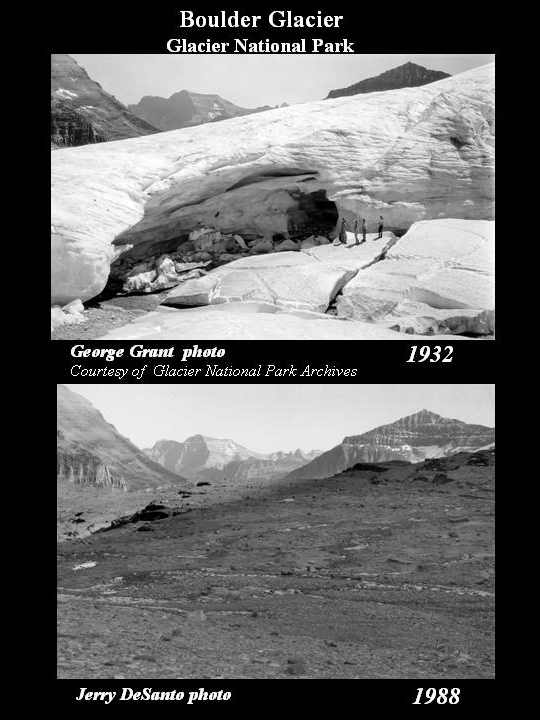 Boulder Glacier
Glacier National Park
George Grant photo
1932
Courtesy of Glacier National Park Archives
Jerry DeSanto photo
1988